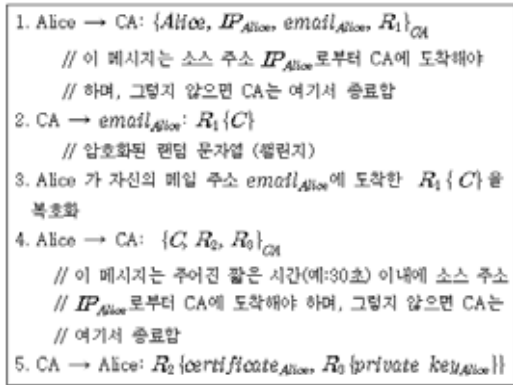 1. Alice → CA: {Alice, IP_Alice, email_Alice, R_1}_CA
// 이 메시지는 소스 주소 IP_Alice로부터 CA에 도착해야
// 하며, 그렇지 않으면 CA는 여기서 종료함
2. CA → email_Alice: R_1{C}
// 암호화된 랜덤 문자열 (챌린지)
3. Alice 가 자신의 메일 주소 email_Alice에 도착한 R_1{C}을
복호화
4. Alice → CA: {C, R_2, R_3}_CA
// 이 메시지는 주어진 짧은 시간(예:30초) 이내에 소스 주소
// IP_Alice로부터 CA에 도착해야 하며, 그렇지 않으면 CA는
// 여기서 종료함
5. CA → Alice: R_2{certificate_Alice, R_3{private key_Alice}}